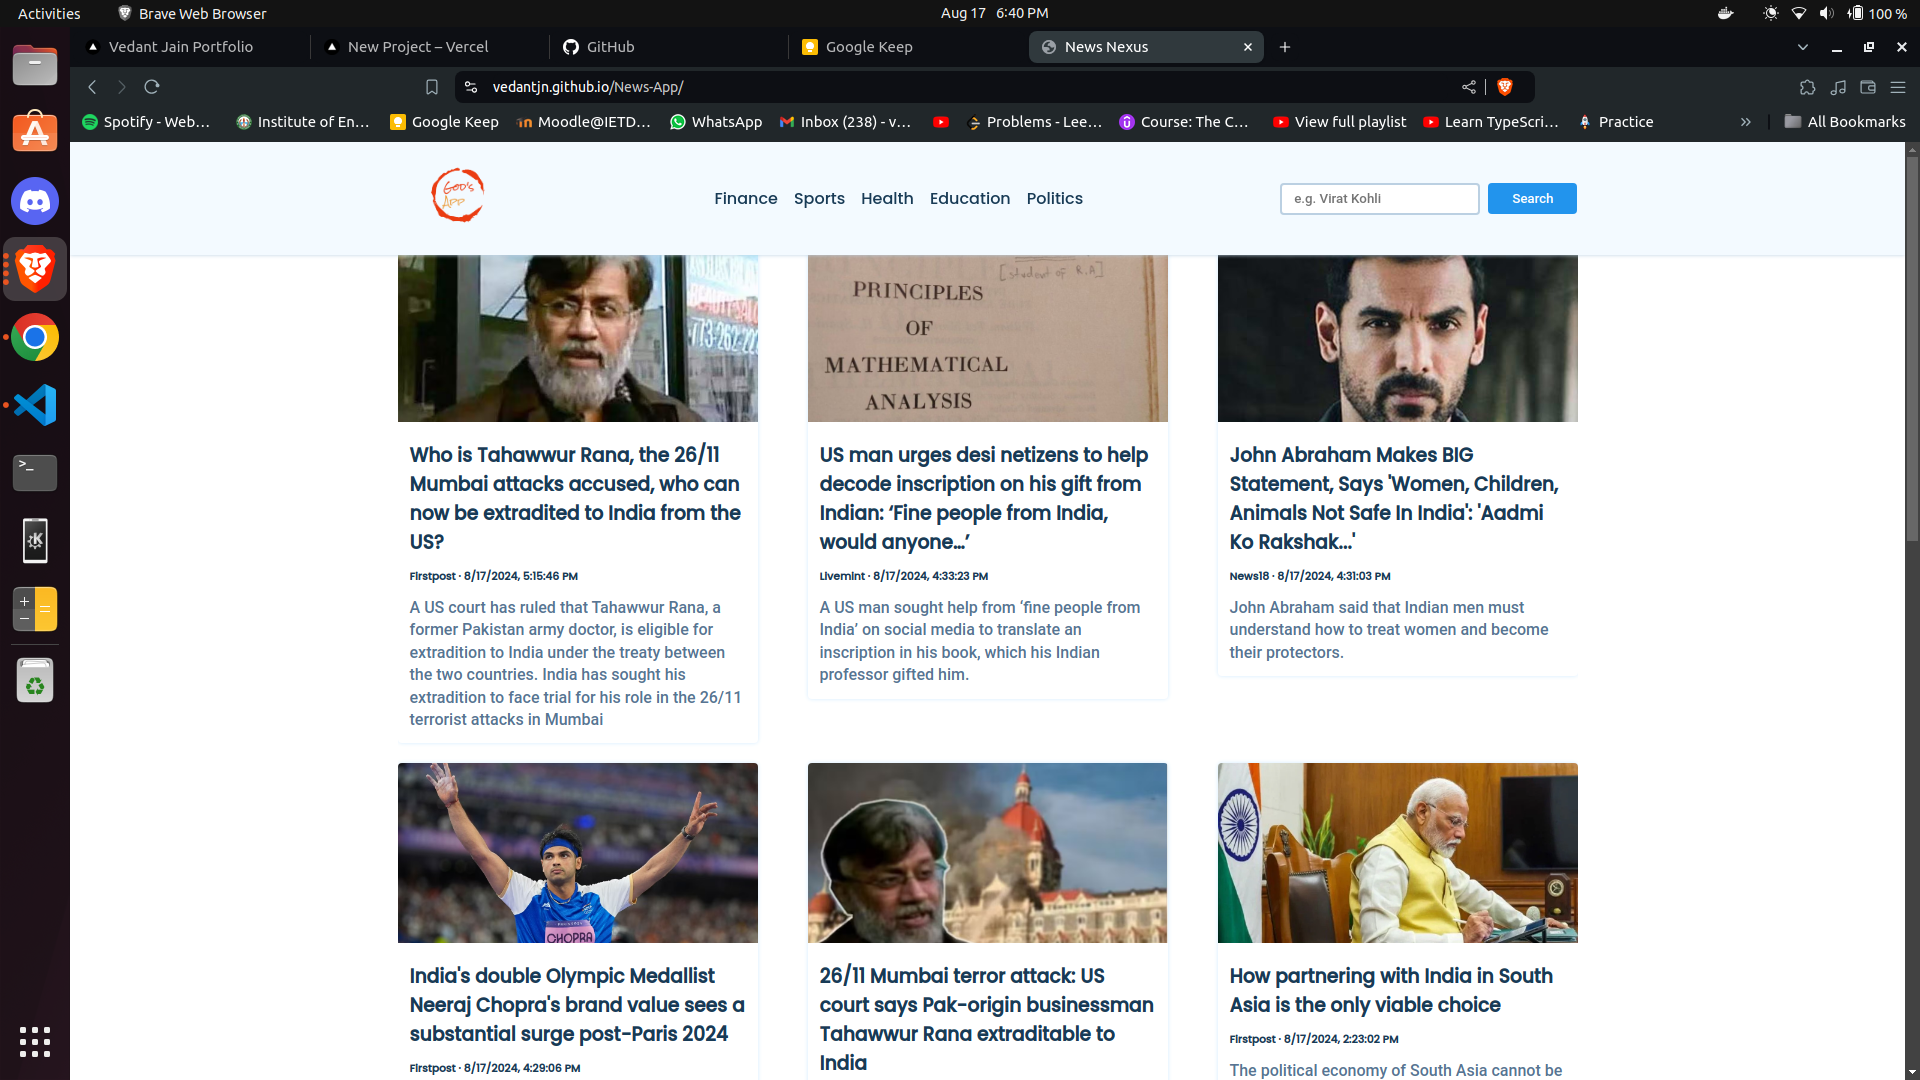 Activities
Brave Web Browser
Aug 17 6:40 PM
100 %
Vedant Jain Portfolio
New Project – Vercel
GitHub
Google Keep
News Nexus
vedantjn.github.io/News-App/
Spotify - Web...
Institute of En...
Google Keep
Moodle@IETD...
WhatsApp
Inbox (238) - v...
Problems - Lee...
Course: The C...
View full playlist
Learn TypeScri...
Practice
All Bookmarks
GOD'S
APP
Finance
Sports
Health
Education
Politics
e.g. Virat Kohli
Search
773-262-22
[student of R.A]
PRINCIPLES
OF
MATHEMATICAL
ANALYSIS
Who is Tahawwur Rana, the 26/11
Mumbai attacks accused, who can
now be extradited to India from the
US?
Firstpost · 8/17/2024, 5:15:46 PM
A US court has ruled that Tahawwur Rana, a
former Pakistan army doctor, is eligible for
extradition to India under the treaty between
the two countries. India has sought his
extradition to face trial for his role in the 26/11
terrorist attacks in Mumbai
US man urges desi netizens to help
decode inscription on his gift from
Indian: ‘Fine people from India,
would anyone…’
Livemint · 8/17/2024, 4:33:23 PM
A US man sought help from ‘fine people from
India’ on social media to translate an
inscription in his book, which his Indian
professor gifted him.
John Abraham Makes BIG
Statement, Says 'Women, Children,
Animals Not Safe In India': 'Aadmi
Ko Rakshak...'
News18 · 8/17/2024, 4:31:03 PM
John Abraham said that Indian men must
understand how to treat women and become
their protectors.
CHOPRA
India's double Olympic Medallist
Neeraj Chopra's brand value sees a
substantial surge post-Paris 2024
Firstpost · 8/17/2024, 4:29:06 PM
26/11 Mumbai terror attack: US
court says Pak-origin businessman
Tahawwur Rana extraditable to
India
How partnering with India in South
Asia is the only viable choice
Firstpost · 8/17/2024, 2:23:02 PM
The political economy of South Asia cannot be